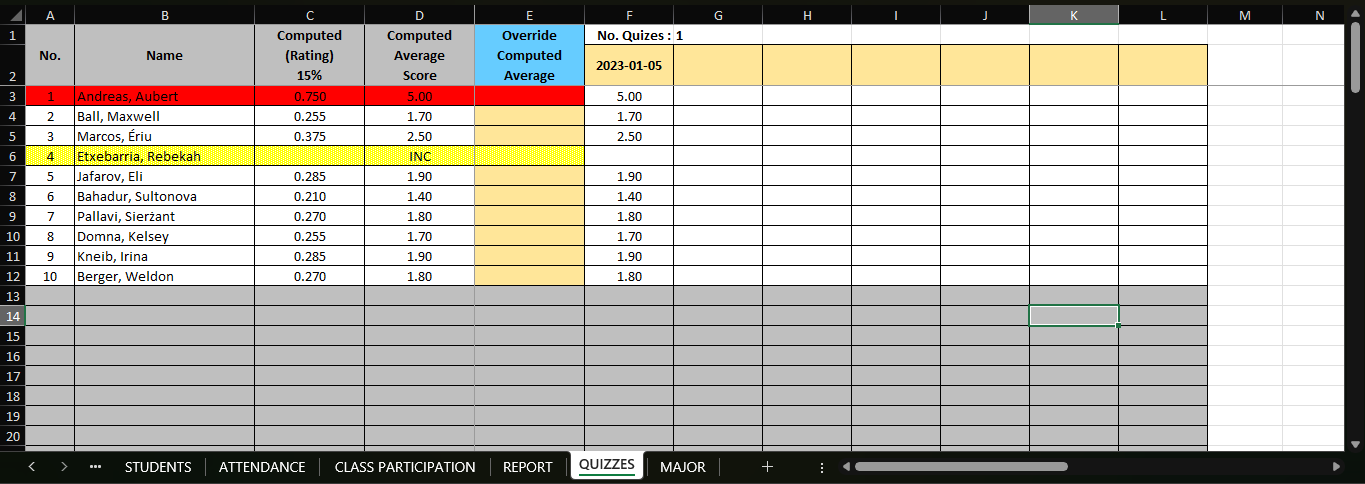 A B C D E F G H I J K L M N
1 No. Name Computed (Rating) 15% Computed Average Score Override Computed Average No. Quizes : 1
2 2023-01-05
3 1 Andreas, Aubert 0.750 5.00 5.00
4 2 Ball, Maxwell 0.255 1.70 1.70
5 3 Marcos, Ériu 0.375 2.50 2.50
6 4 Etxebarria, Rebekah INC
7 5 Jafarov, Eli 0.285 1.90 1.90
8 6 Bahadur, Sultonova 0.210 1.40 1.40
9 7 Pallavi, Sierżant 0.270 1.80 1.80
10 8 Domna, Kelsey 0.255 1.70 1.70
11 9 Kneib, Irina 0.285 1.90 1.90
12 10 Berger, Weldon 0.270 1.80 1.80
13
14
15
16
17
18
19
20
STUDENTS ATTENDANCE CLASS PARTICIPATION REPORT QUIZZES MAJOR